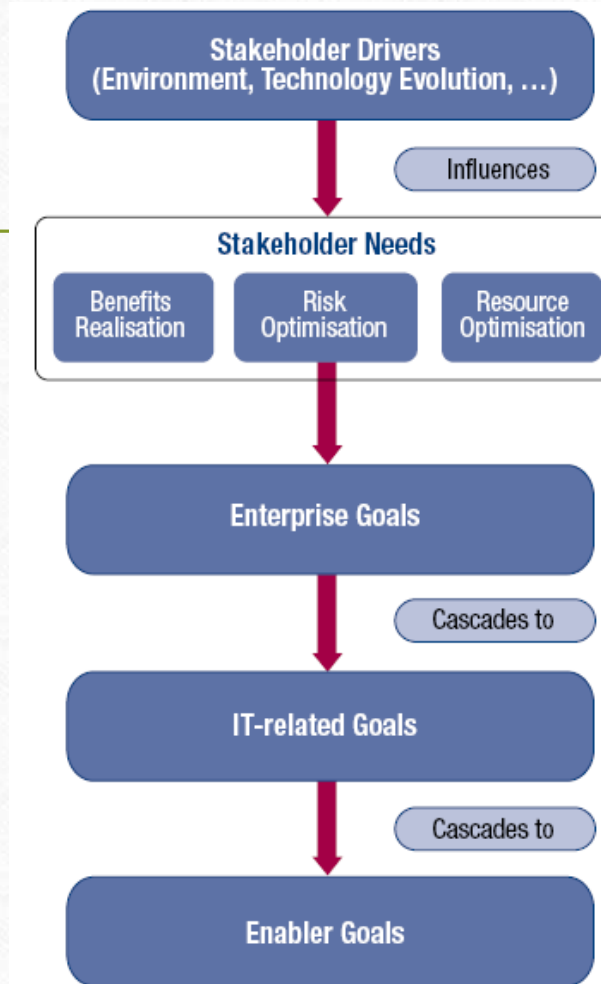 Stakeholder Drivers
(Environment, Technology Evolution, …)
Influences
Stakeholder Needs
Benefits
Realisation
Risk
Optimisation
Resource
Optimisation
Enterprise Goals
Cascades to
IT-related Goals
Cascades to
Enabler Goals